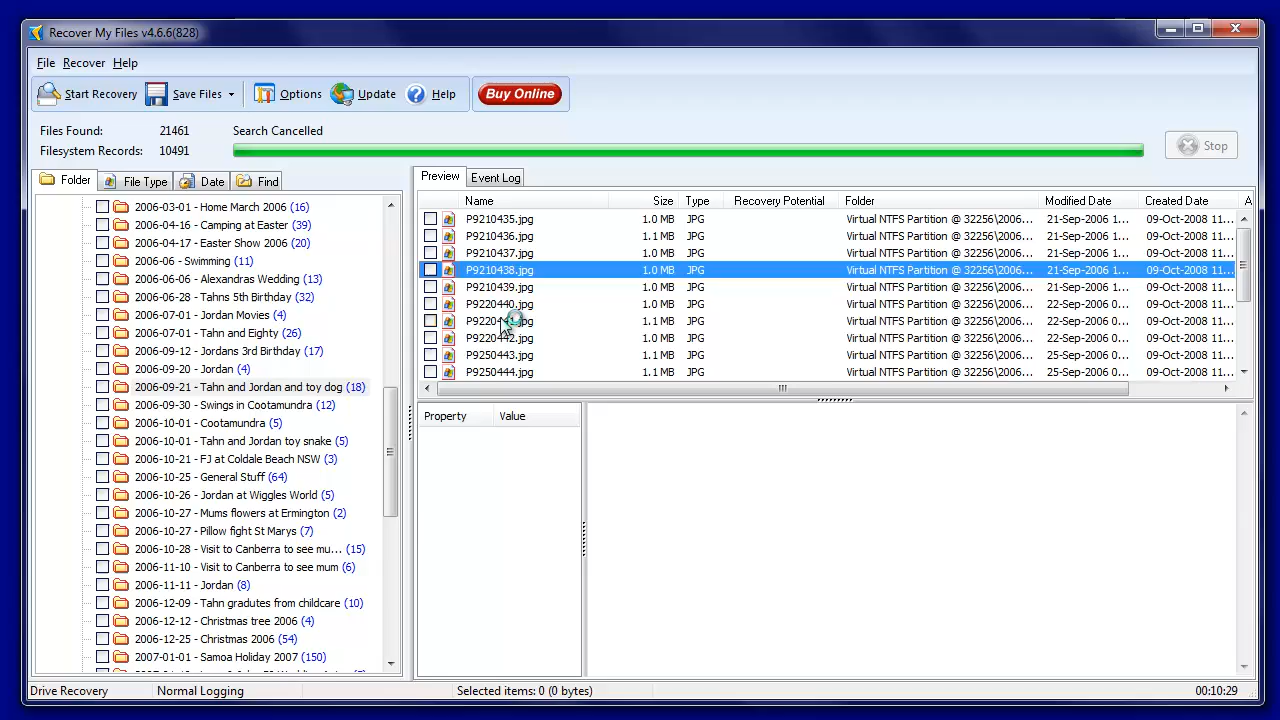 Recover My Files v4.6.6(828)
File Recover Help
Start Recovery Save Files Options Update Help Buy Online
Files Found: 21461 Search Cancelled
Filesystem Records: 10491 Stop
Folder File Type Date Find
2006-03-01 - Home March 2006 (16)
2006-04-16 - Camping at Easter (39)
2006-04-17 - Easter Show 2006 (20)
2006-06 - Swimming (11)
2006-06 - Alexandras Wedding (13)
2006-06-28 - Tahns 5th Birthday (32)
2006-07-01 - Jordan Movies (4)
2006-07-01 - Tahn and Eighty (26)
2006-09-12 - Jordans 3rd Birthday (17)
2006-09-20 - Jordan (4)
2006-09-21 - Tahn and Jordan and toy dog (18)
2006-09-30 - Swings in Cootamundra (12)
2006-10-01 - Cootamundra (5)
2006-10-01 - Tahn and Jordan toy snake (5)
2006-10-21 - FJ at Coldale Beach NSW (3)
2006-10-25 - General Stuff (64)
2006-10-26 - Jordan at Wiggles World (5)
2006-10-27 - Mums flowers at Ermington (2)
2006-10-27 - Pillow fight St Marys (7)
2006-10-28 - Visit to Canberra to see mu... (15)
2006-11-10 - Visit to Canberra to see mum (6)
2006-11-11 - Jordan (8)
2006-12-09 - Tahn gradutes from childcare (10)
2006-12-12 - Christmas tree 2006 (4)
2006-12-25 - Christmas 2006 (54)
2007-01-01 - Samoa Holiday 2007 (150)
Preview Event Log
Name Size Type Recovery Potential Folder Modified Date Created Date A
P9210435.jpg 1.0 MB JPG Virtual NTFS Partition @ 32256\2006... 21-Sep-2006 1... 09-Oct-2008 11...
P9210436.jpg 1.1 MB JPG Virtual NTFS Partition @ 32256\2006... 21-Sep-2006 1... 09-Oct-2008 11...
P9210437.jpg 1.0 MB JPG Virtual NTFS Partition @ 32256\2006... 21-Sep-2006 1... 09-Oct-2008 11...
P9210438.jpg 1.0 MB JPG Virtual NTFS Partition @ 32256\2006... 21-Sep-2006 1... 09-Oct-2008 11...
P9210439.jpg 1.0 MB JPG Virtual NTFS Partition @ 32256\2006... 21-Sep-2006 1... 09-Oct-2008 11...
P9220440.jpg 1.0 MB JPG Virtual NTFS Partition @ 32256\2006... 22-Sep-2006 0... 09-Oct-2008 11...
1.1 MB JPG Virtual NTFS Partition @ 32256\2006... 22-Sep-2006 0... 09-Oct-2008 11...
P9220442.jpg 1.0 MB JPG Virtual NTFS Partition @ 32256\2006... 22-Sep-2006 0... 09-Oct-2008 11...
P9250443.jpg 1.1 MB JPG Virtual NTFS Partition @ 32256\2006... 25-Sep-2006 0... 09-Oct-2008 11...
P9250444.jpg 1.0 MB JPG Virtual NTFS Partition @ 32256\2006... 25-Sep-2006 0... 09-Oct-2008 11...
Property Value
Drive Recovery Normal Logging Selected items: 0 (0 bytes) 00:10:29